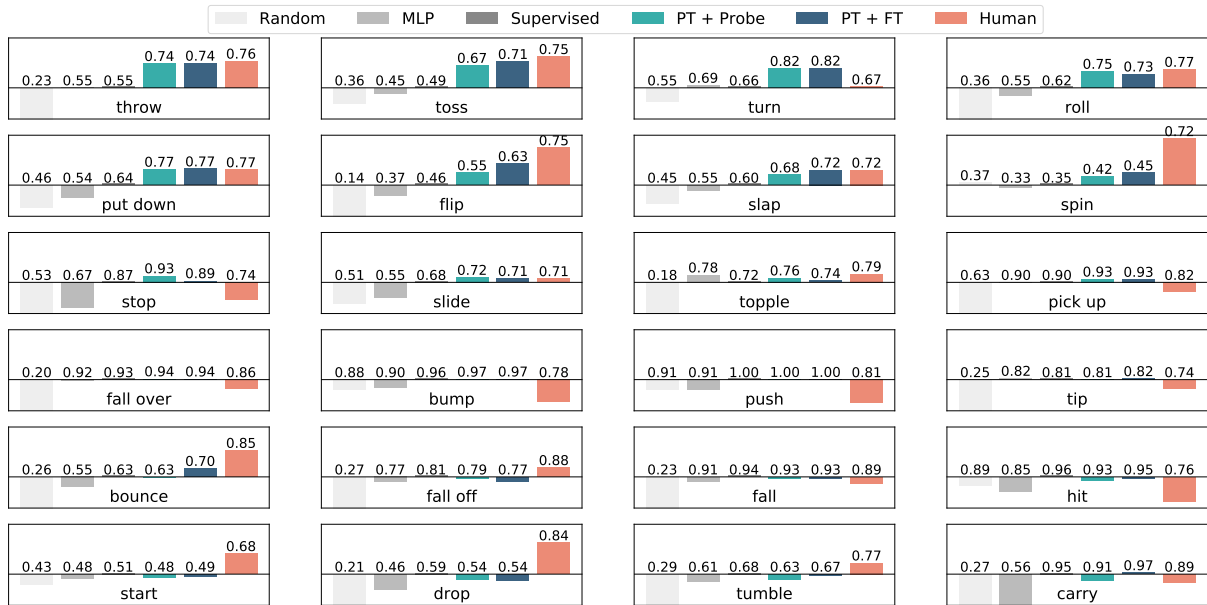 Random MLP Supervised PT + Probe PT + FT Human
0.23 0.55 0.55 0.74 0.74 0.76
throw
0.36 0.45 0.49 0.67 0.71 0.75
toss
0.55 0.69 0.66 0.82 0.82 0.67
turn
0.36 0.55 0.62 0.75 0.73 0.77
roll
0.46 0.54 0.64 0.77 0.77 0.77
put down
0.14 0.37 0.46 0.55 0.63 0.75
flip
0.45 0.55 0.60 0.68 0.72 0.72
slap
0.37 0.33 0.35 0.42 0.45 0.72
spin
0.53 0.67 0.87 0.93 0.89 0.74
stop
0.51 0.55 0.68 0.72 0.71 0.71
slide
0.18 0.78 0.72 0.76 0.74 0.79
topple
0.63 0.90 0.90 0.93 0.93 0.82
pick up
0.20 0.92 0.93 0.94 0.94 0.86
fall over
0.88 0.90 0.96 0.97 0.97 0.78
bump
0.91 0.91 1.00 1.00 1.00 0.81
push
0.25 0.82 0.81 0.81 0.82 0.74
tip
0.26 0.55 0.63 0.63 0.70 0.85
bounce
0.27 0.77 0.81 0.79 0.77 0.88
fall off
0.23 0.91 0.94 0.93 0.93 0.89
fall
0.89 0.85 0.96 0.93 0.95 0.76
hit
0.43 0.48 0.51 0.48 0.49 0.68
start
0.21 0.46 0.59 0.54 0.54 0.84
drop
0.29 0.61 0.68 0.63 0.67 0.77
tumble
0.27 0.56 0.95 0.91 0.97 0.89
carry